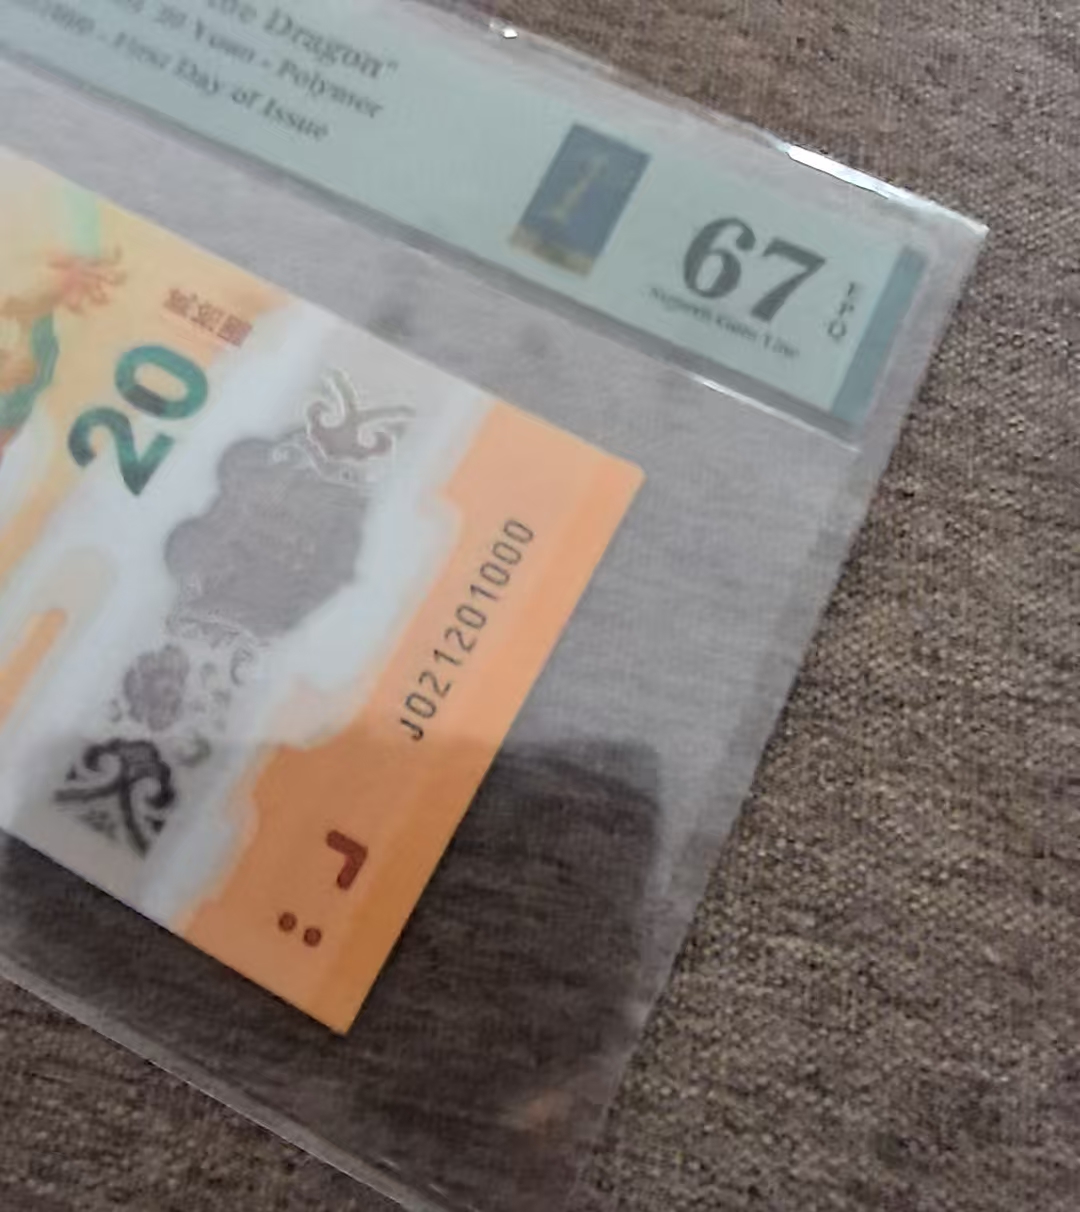 the Dragon"
20 Yuan - Polymer
- First Day of Issue
67
EPQ
Superb Gem Unc
20
J021201000